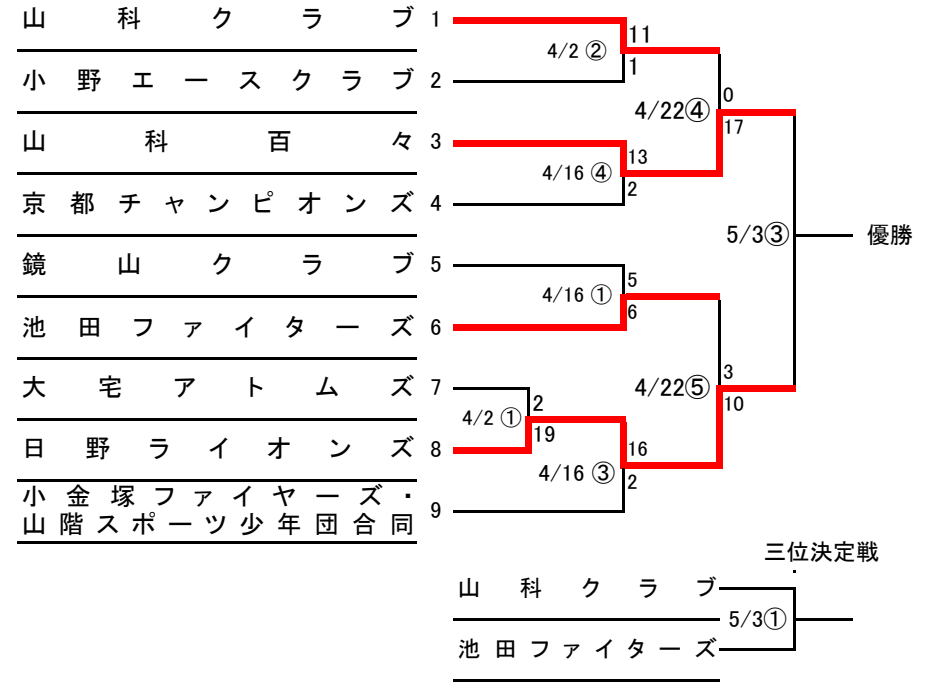 山科クラブ 1
11
4/2 ②
1
小野エースクラブ 2
0
4/22④
17
山科百々 3
13
4/16 ④
2
京都チャンピオンズ 4
5/3③ 優勝
鏡山クラブ 5
5
4/16 ①
6
池田ファイターズ 6
3
4/22⑤
10
大宅アトムズ 7
2
4/2 ①
19
日野ライオンズ 8
16
4/16 ③
2
小金塚ファイヤーズ・
山階スポーツ少年団合同 9
三位決定戦
山科クラブ
5/3①
池田ファイターズ